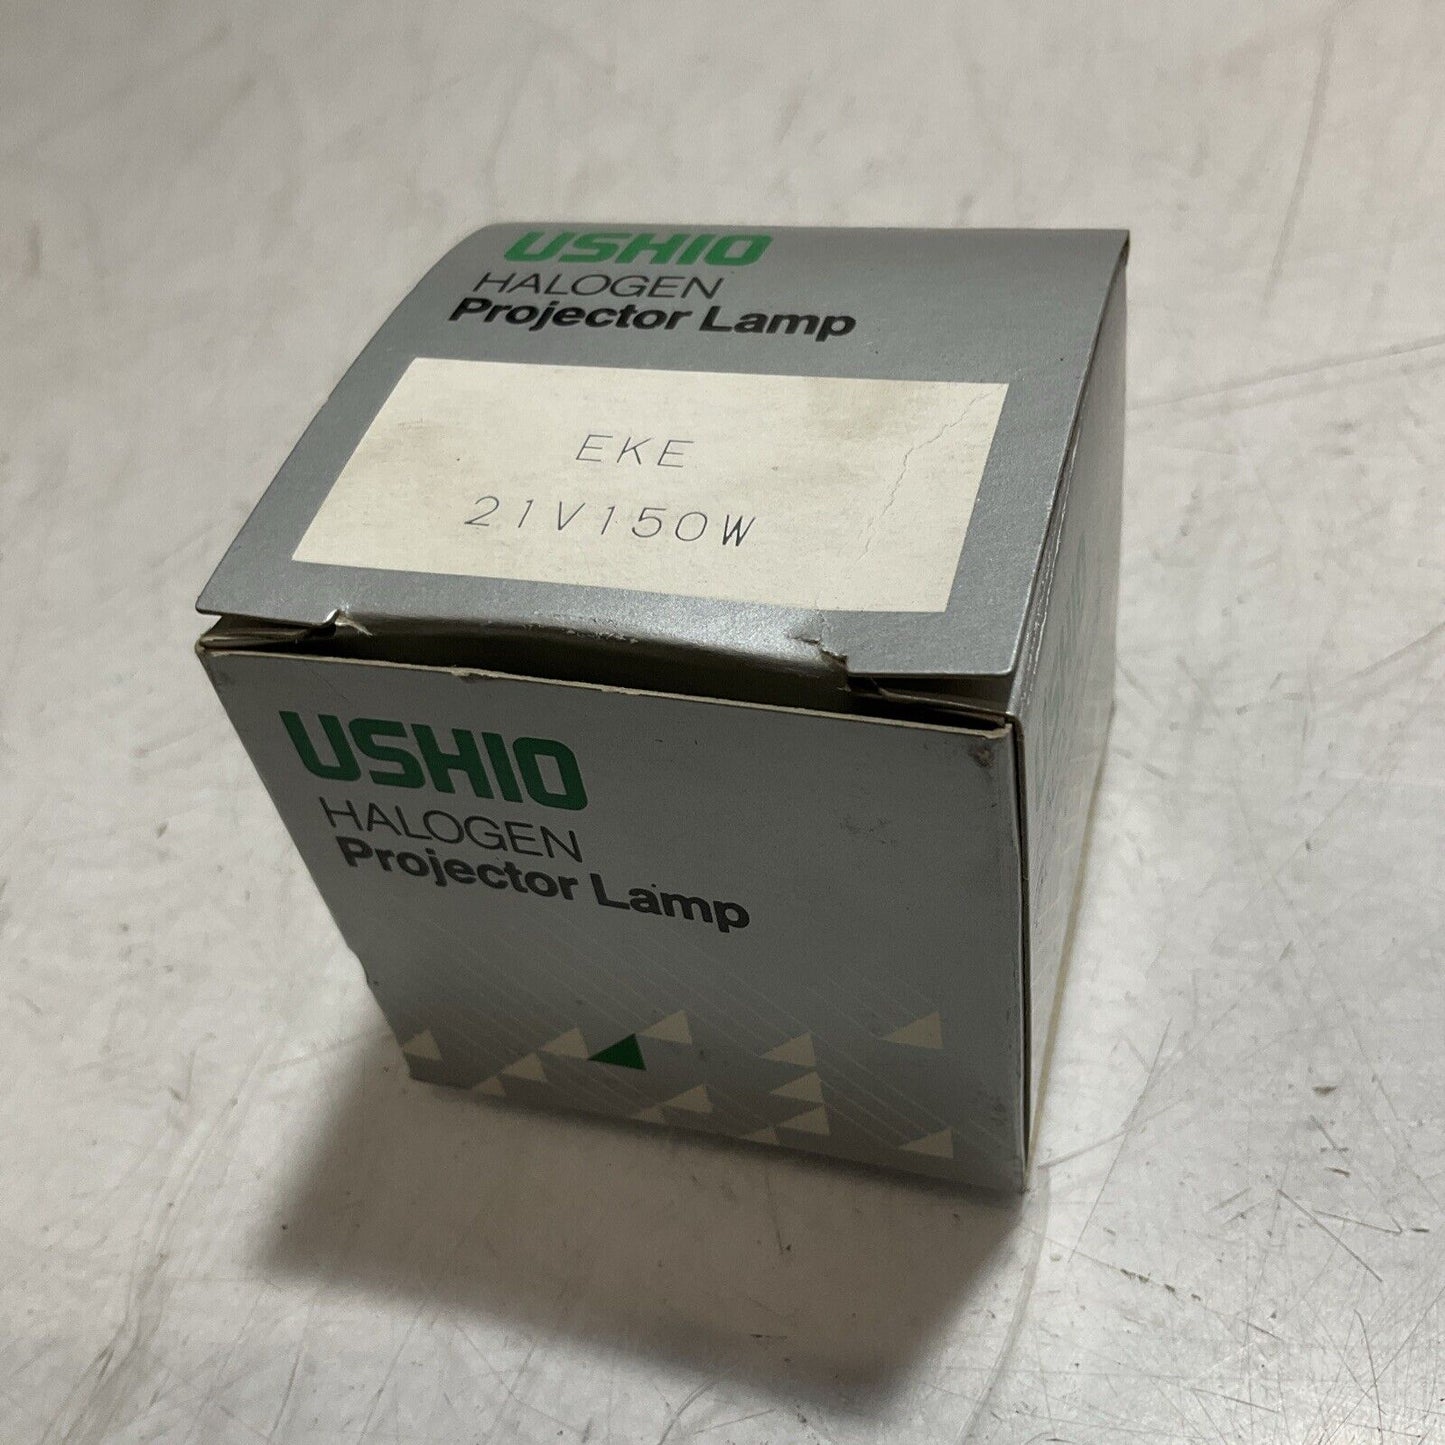 USHIO
HALOGEN
Projector Lamp
EKE
21V150W
USHIO
HALOGEN
Projector Lamp